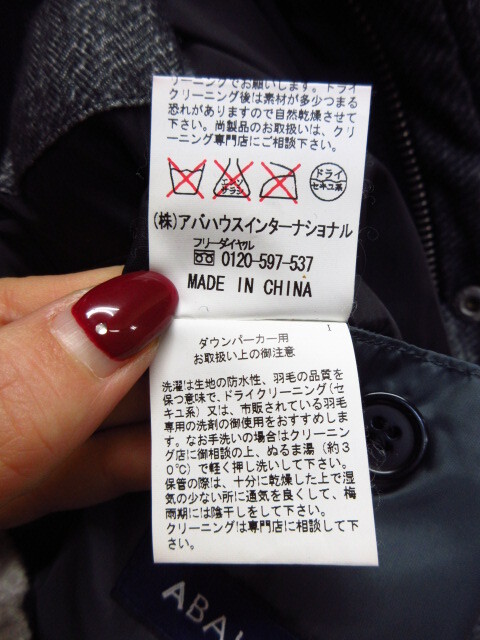 リーニングでお願いします。ドライ
クリーニング後は素材が多少つまる
恐れがありますので自然乾燥させて
下さい。尚製品のお取扱いは、クリ
ーニング専門店にご相談下さい。
エンソ
サラシ
ドライ
セキユ系
(株)アバハウスインターナショナル
フリーダイヤル
0120-597-537
MADE IN CHINA
1
ダウンパーカー用
お取扱い上の御注意
洗濯は生地の防水性、羽毛の品質を
保つ意味で、ドライクリーニング(セ
キユ系)又は、市販されている羽毛
専用の洗剤の御使用をおすすめしま
す。なお手洗いの場合はクリーニン
グ店に御相談の上、ぬるま湯(約3
0℃)で軽く押し洗いして下さい。
保管の際は、十分に乾燥した上で湿
気の少ない所に通気を良くして、梅
雨期には陰干しをして下さい。
クリーニングは専門店に相談して下
さい。